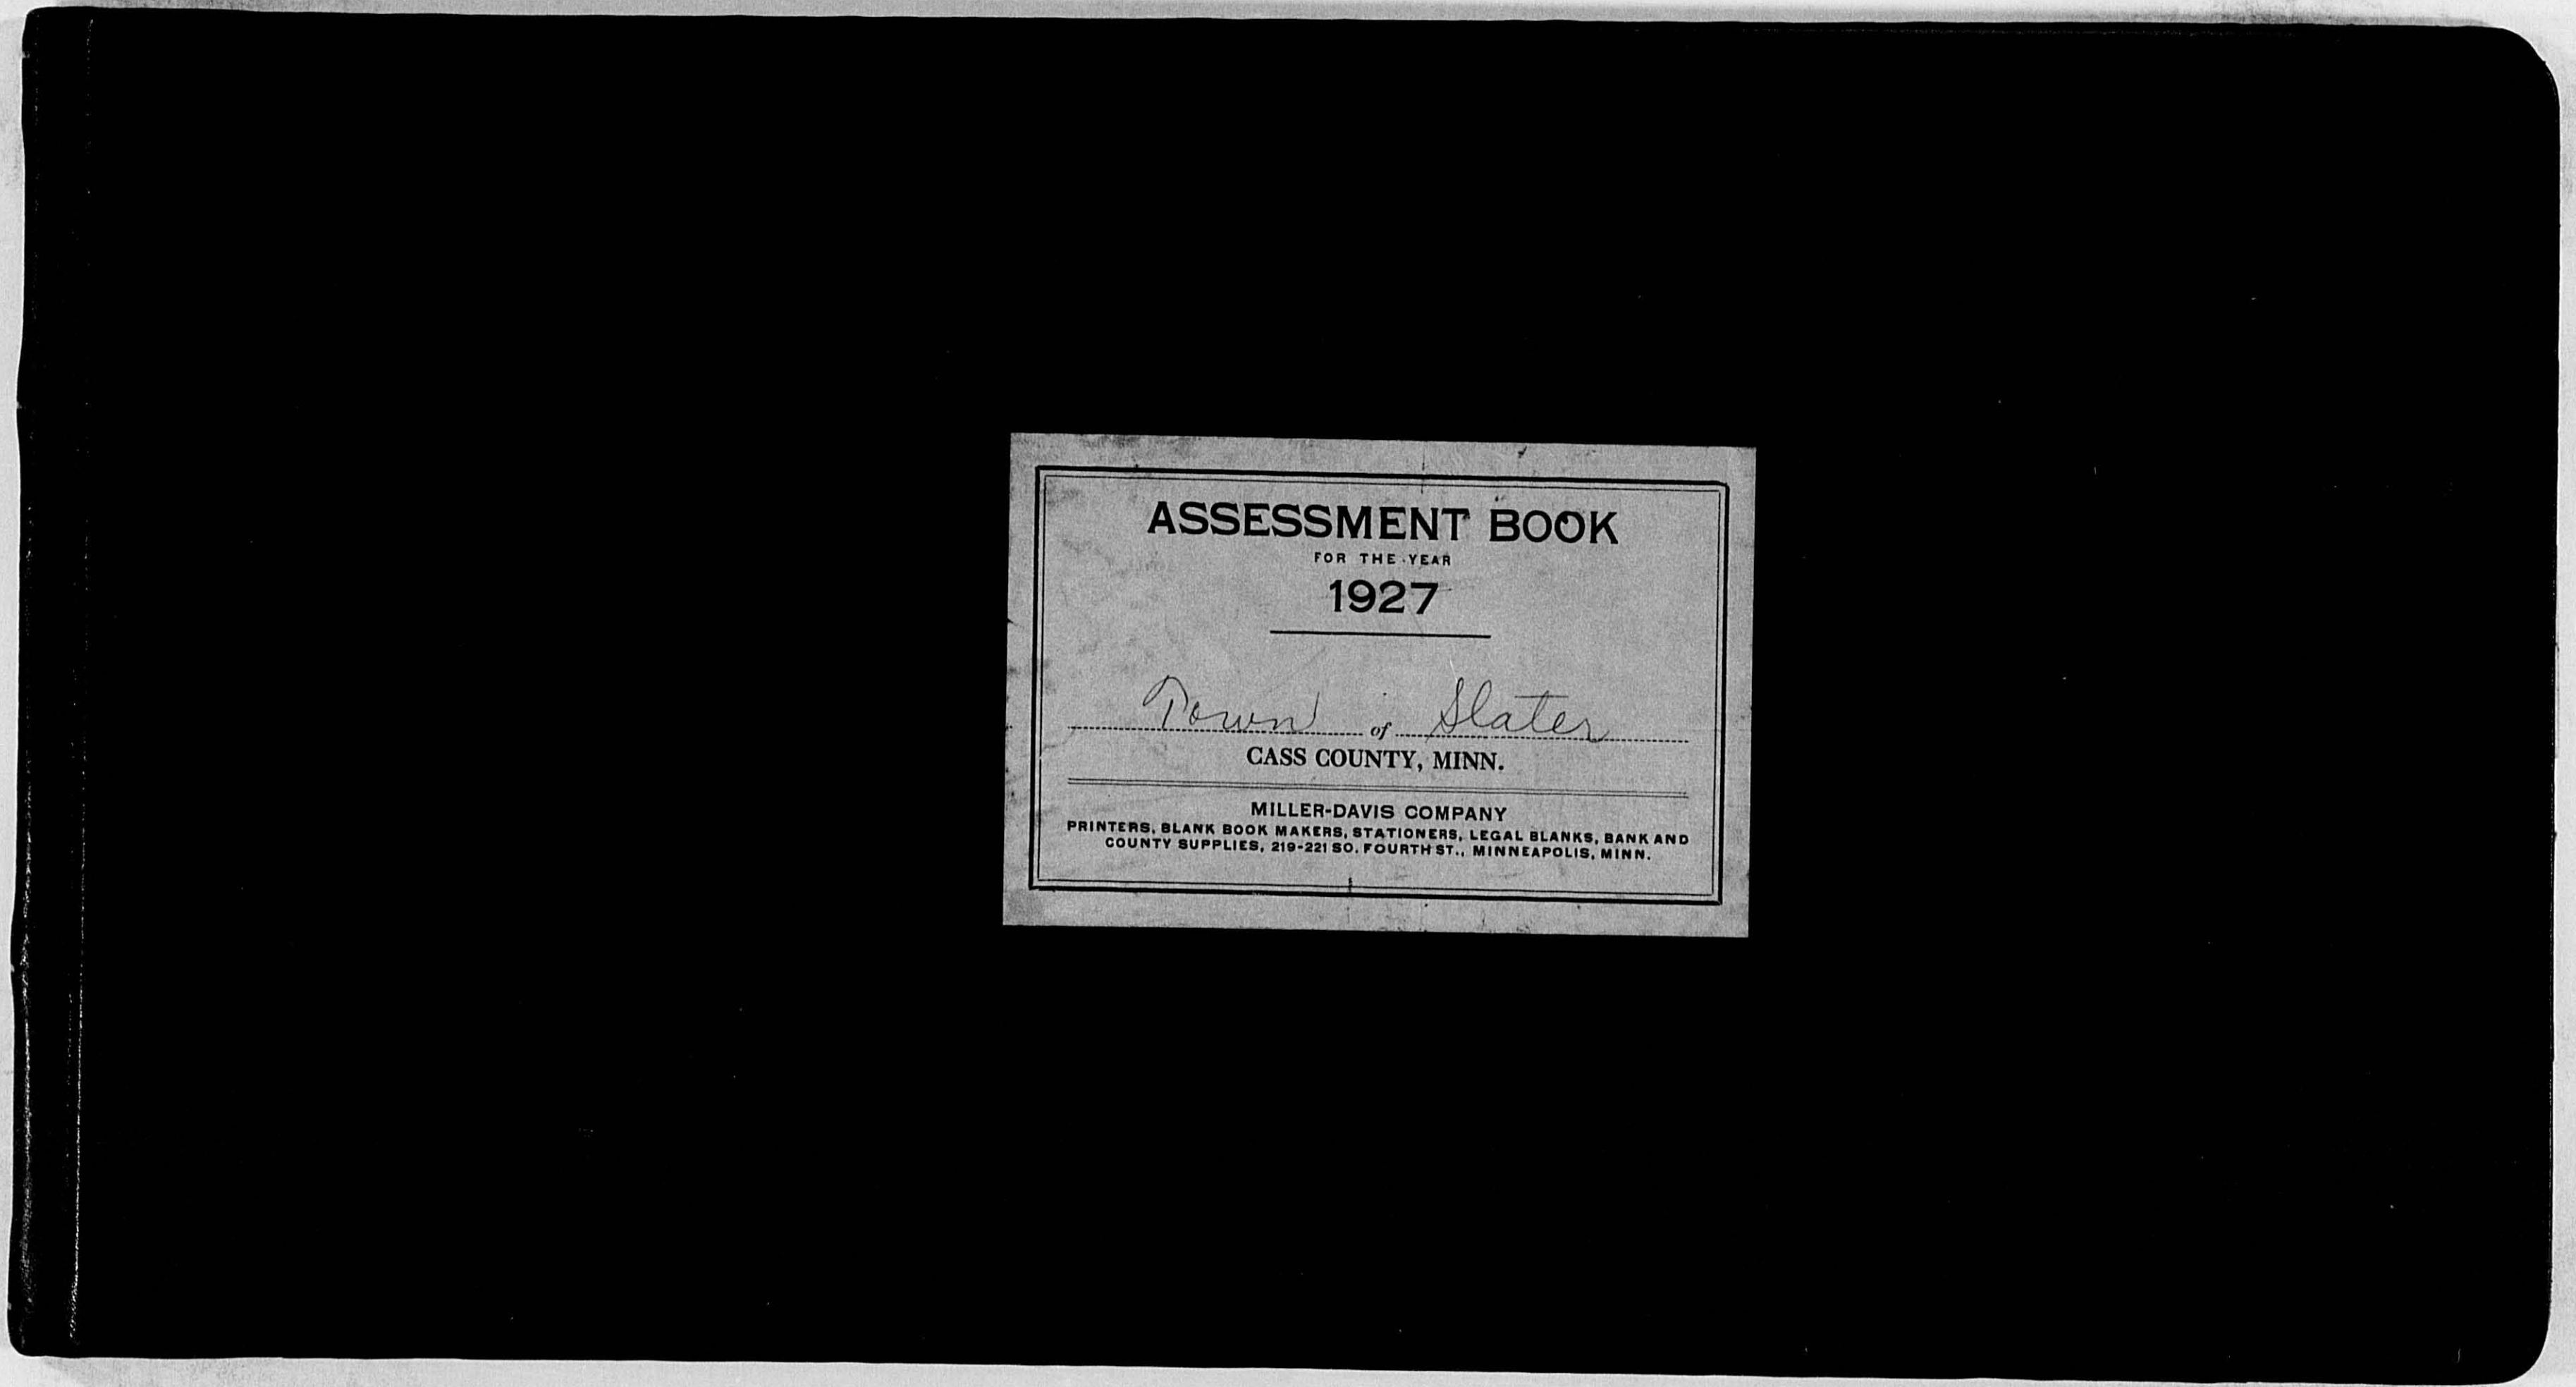 ASSESSMENT BOOK
FOR THE YEAR
1927
Town of Slater
CASS COUNTY, MINN.
MILLER-DAVIS COMPANY
PRINTERS, BLANK BOOK MAKERS, STATIONERS, LEGAL BLANKS, BANK AND
COUNTY SUPPLIES, 219-221 SO. FOURTH ST., MINNEAPOLIS, MINN.